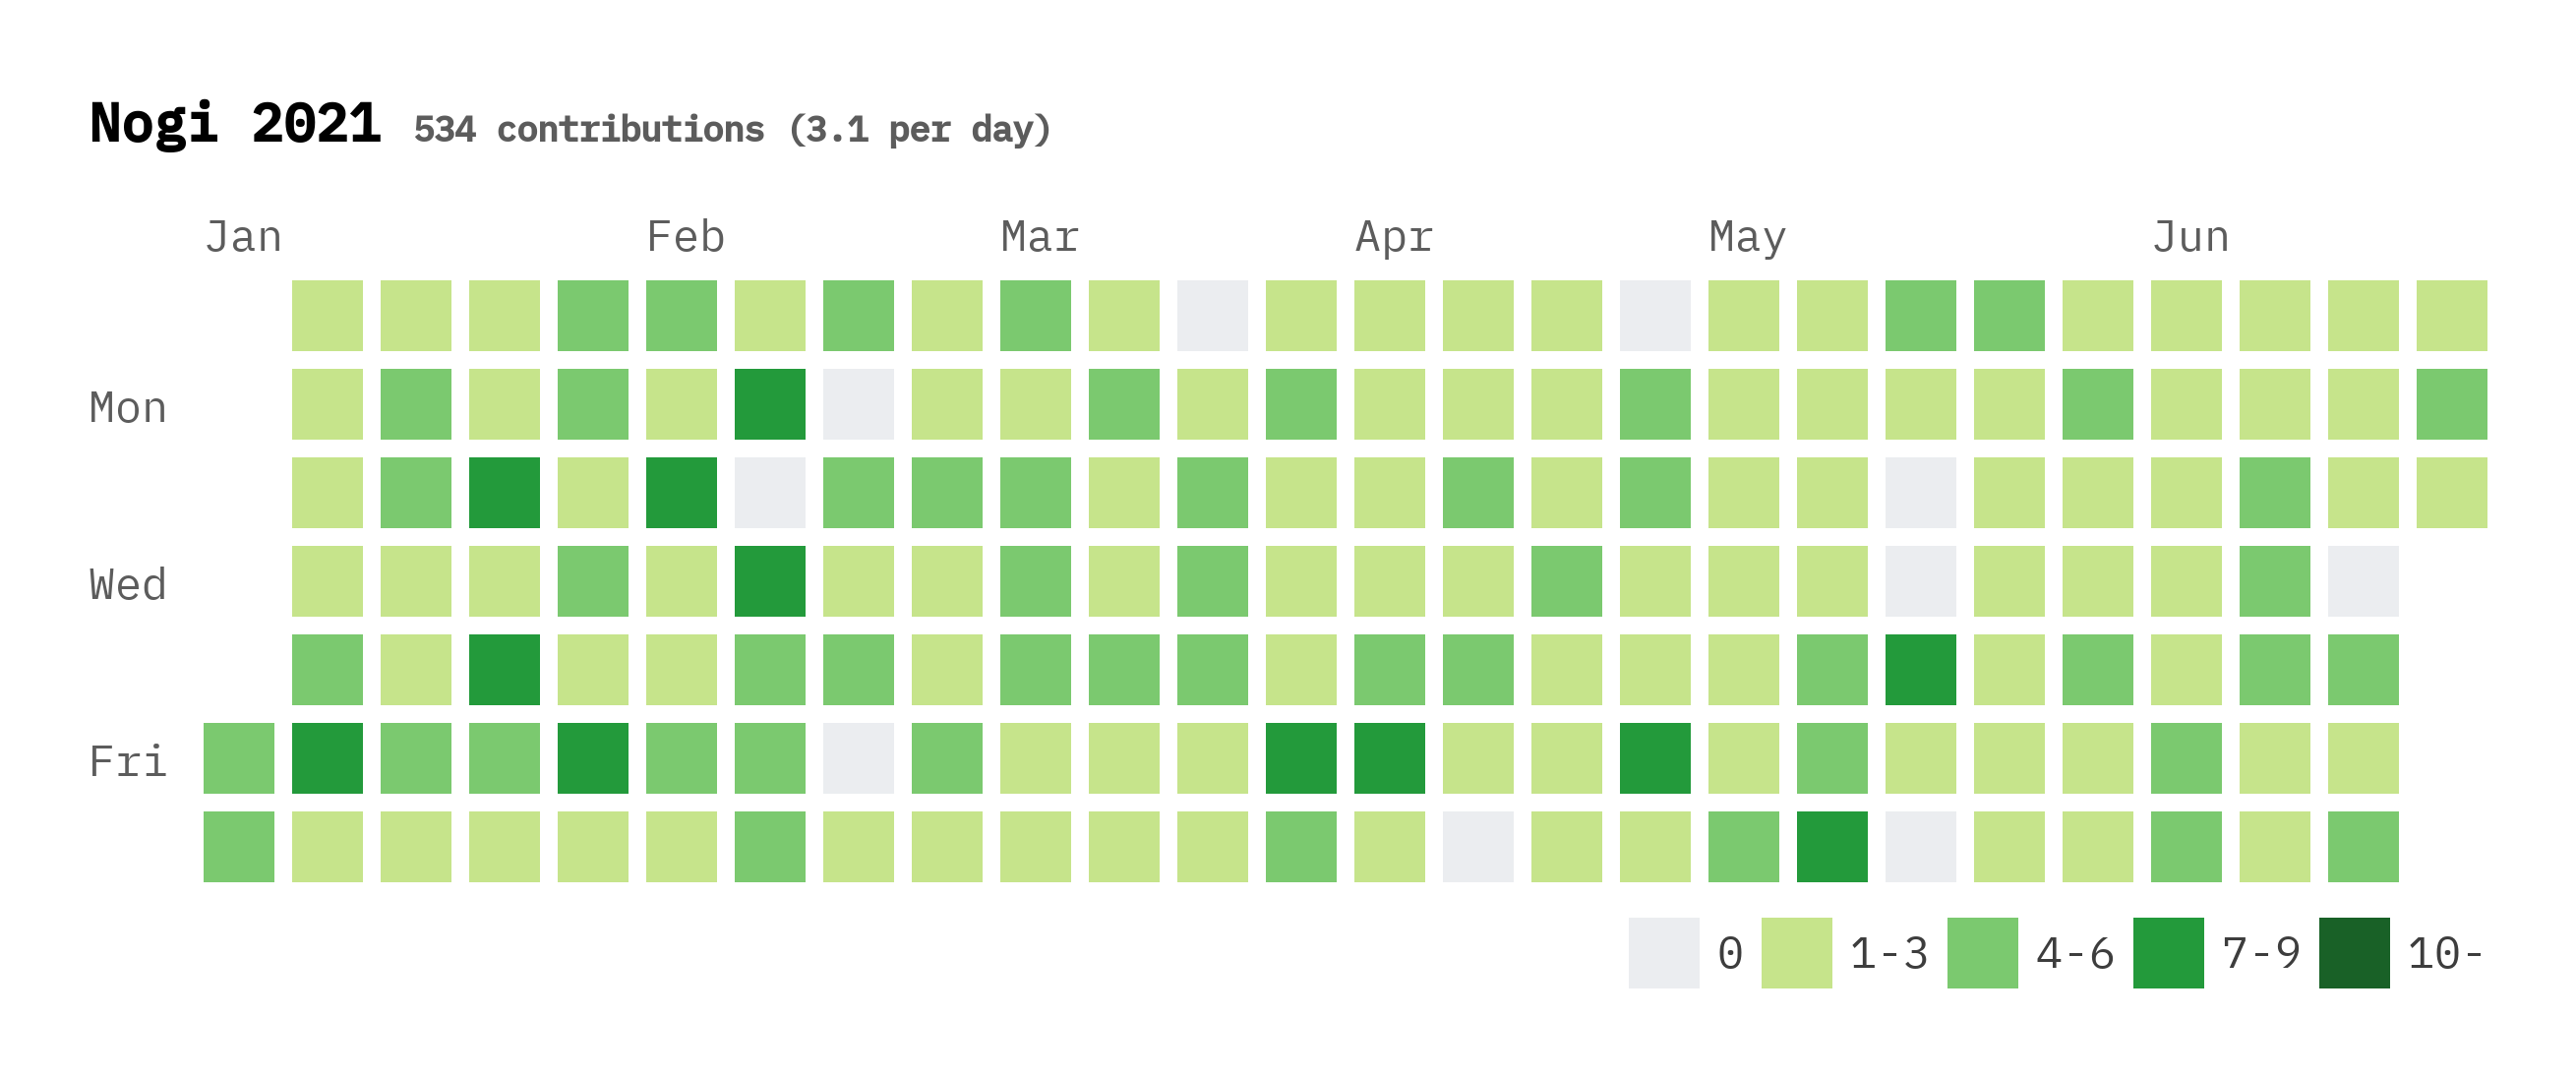 Nogi 2021 534 contributions (3.1 per day)
Jan Feb Mar Apr May Jun
Mon
Wed
Fri
0 1-3 4-6 7-9 10-